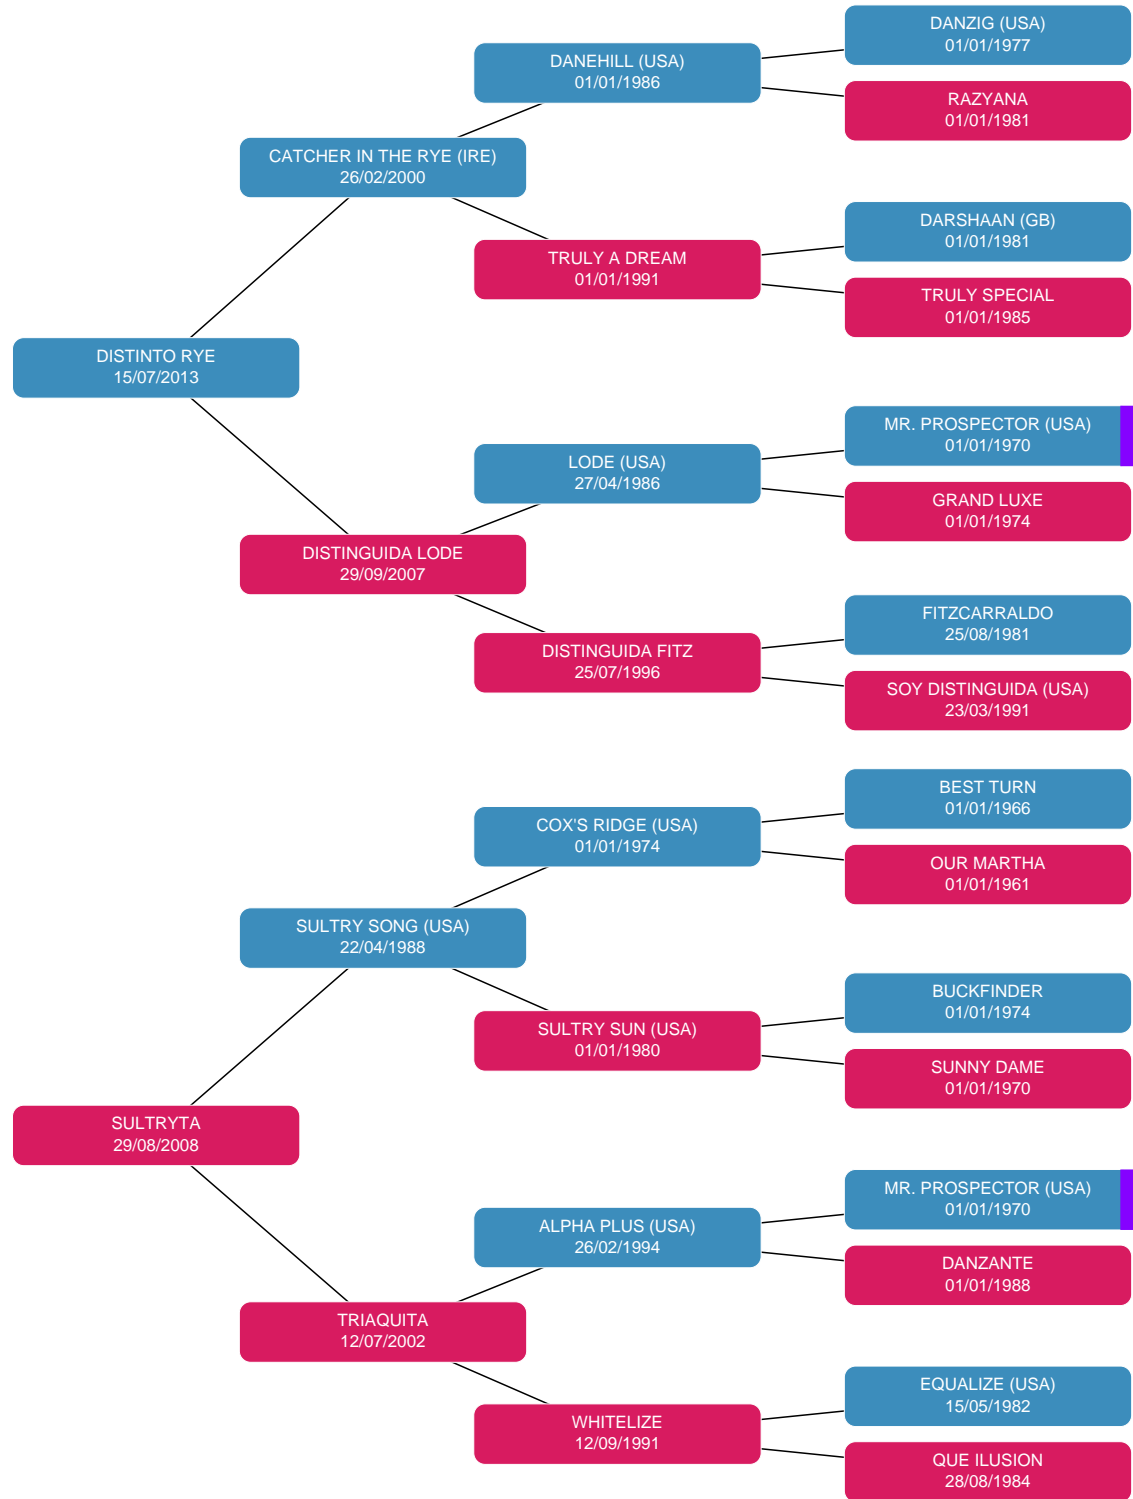 DANZIG (USA)
01/01/1977
DANEHILL (USA)
01/01/1986
RAZYANA
01/01/1981
CATCHER IN THE RYE (IRE)
26/02/2000
DARSHAAN (GB)
01/01/1981
TRULY A DREAM
01/01/1991
TRULY SPECIAL
01/01/1985
DISTINTO RYE
15/07/2013
MR. PROSPECTOR (USA)
01/01/1970
LODE (USA)
27/04/1986
GRAND LUXE
01/01/1974
DISTINGUIDA LODE
29/09/2007
FITZCARRALDO
25/08/1981
DISTINGUIDA FITZ
25/07/1996
SOY DISTINGUIDA (USA)
23/03/1991
BEST TURN
01/01/1966
COX'S RIDGE (USA)
01/01/1974
OUR MARTHA
01/01/1961
SULTRY SONG (USA)
22/04/1988
BUCKFINDER
01/01/1974
SULTRY SUN (USA)
01/01/1980
SUNNY DAME
01/01/1970
SULTRYTA
29/08/2008
MR. PROSPECTOR (USA)
01/01/1970
ALPHA PLUS (USA)
26/02/1994
DANZANTE
01/01/1988
TRIAQUITA
12/07/2002
EQUALIZE (USA)
15/05/1982
WHITELIZE
12/09/1991
QUE ILUSION
28/08/1984